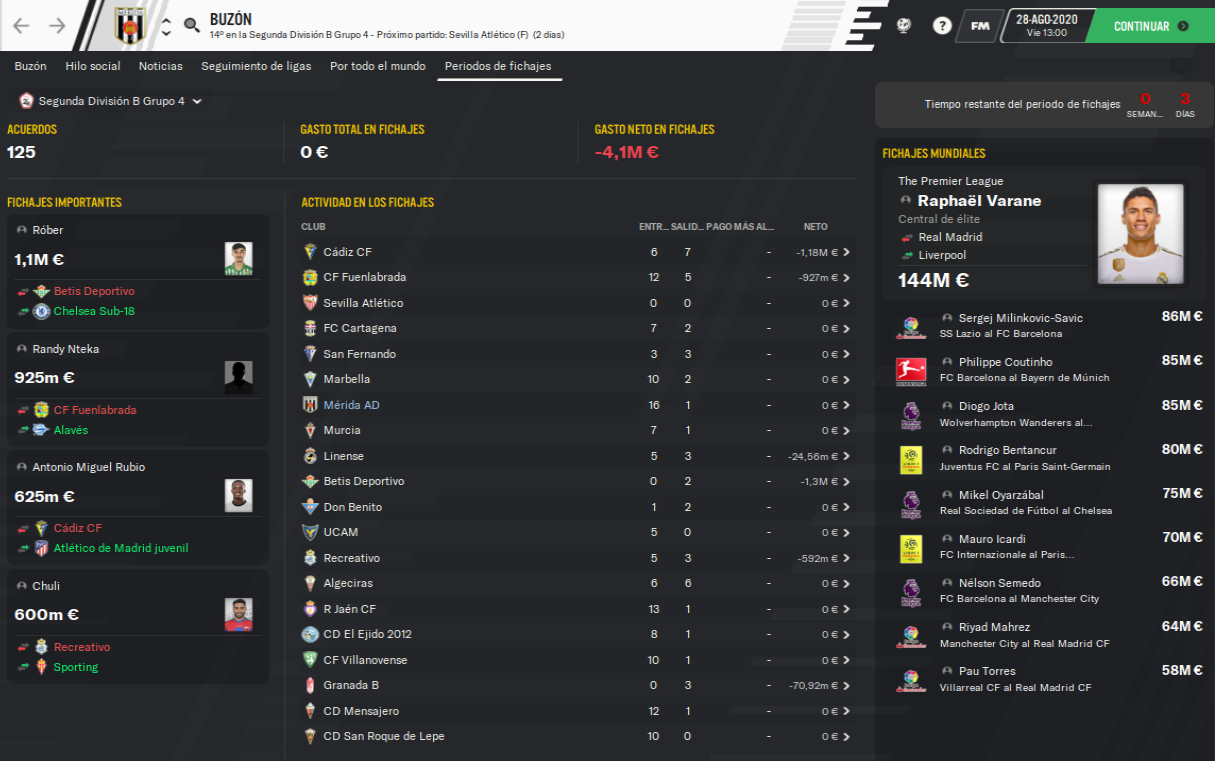 BUZÓN
14º en la Segunda División B Grupo 4 - Próximo partido: Sevilla Atlético (F) (2 días)
?
FM
28-AGO-2020
Vie 13:00
CONTINUAR
Buzón
Hilo social
Noticias
Seguimiento de ligas
Por todo el mundo
Periodos de fichajes
Segunda División B Grupo 4
Tiempo restante del periodo de fichajes
0
SEMAN...
3
DÍAS
ACUERDOS
125
GASTO TOTAL EN FICHAJES
0 €
GASTO NETO EN FICHAJES
-4,1M €
FICHAJES IMPORTANTES
Róber
1,1M €
Betis Deportivo
Chelsea Sub-18
Randy Nteka
925m €
CF Fuenlabrada
Alavés
Antonio Miguel Rubio
625m €
Cádiz CF
Atlético de Madrid juvenil
Chuli
600m €
Recreativo
Sporting
ACTIVIDAD EN LOS FICHAJES
CLUB ENTR... SALID... PAGO MÁS AL... NETO
Cádiz CF 6 7 - -1,18M €
CF Fuenlabrada 12 5 - -927m €
Sevilla Atlético 0 0 - 0 €
FC Cartagena 7 2 - 0 €
San Fernando 3 3 - 0 €
Marbella 10 2 - 0 €
Mérida AD 16 1 - 0 €
Murcia 7 1 - 0 €
Linense 5 3 - -24,56m €
Betis Deportivo 0 2 - -1,3M €
Don Benito 1 2 - 0 €
UCAM 5 0 - 0 €
Recreativo 5 3 - -592m €
Algeciras 6 6 - 0 €
R Jaén CF 13 1 - 0 €
CD El Ejido 2012 8 1 - 0 €
CF Villanovense 10 1 - 0 €
Granada B 0 3 - -70,92m €
CD Mensajero 12 1 - 0 €
CD San Roque de Lepe 10 0 - 0 €
FICHAJES MUNDIALES
The Premier League
Raphaël Varane
Central de élite
Real Madrid
Liverpool
144M €
Sergej Milinkovic-Savic 86M €
SS Lazio al FC Barcelona
Philippe Coutinho 85M €
FC Barcelona al Bayern de Múnich
Diogo Jota 85M €
Wolverhampton Wanderers al...
Rodrigo Bentancur 80M €
Juventus FC al Paris Saint-Germain
Mikel Oyarzábal 75M €
Real Sociedad de Fútbol al Chelsea
Mauro Icardi 70M €
FC Internazionale al Paris...
Nélson Semedo 66M €
FC Barcelona al Manchester City
Riyad Mahrez 64M €
Manchester City al Real Madrid CF
Pau Torres 58M €
Villarreal CF al Real Madrid CF